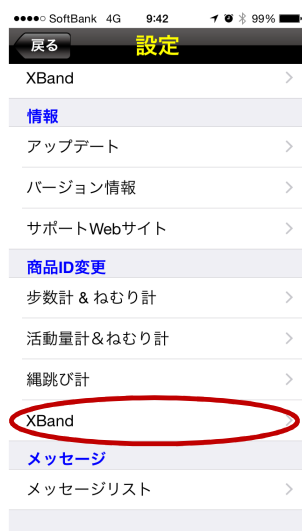 SoftBank 4G 9:42 99%
戻る 設定
XBand
情報
アップデート
バージョン情報
サポートWebサイト
商品ID変更
歩数計 & ねむり計
活動量計＆ねむり計
縄跳び計
XBand
メッセージ
メッセージリスト